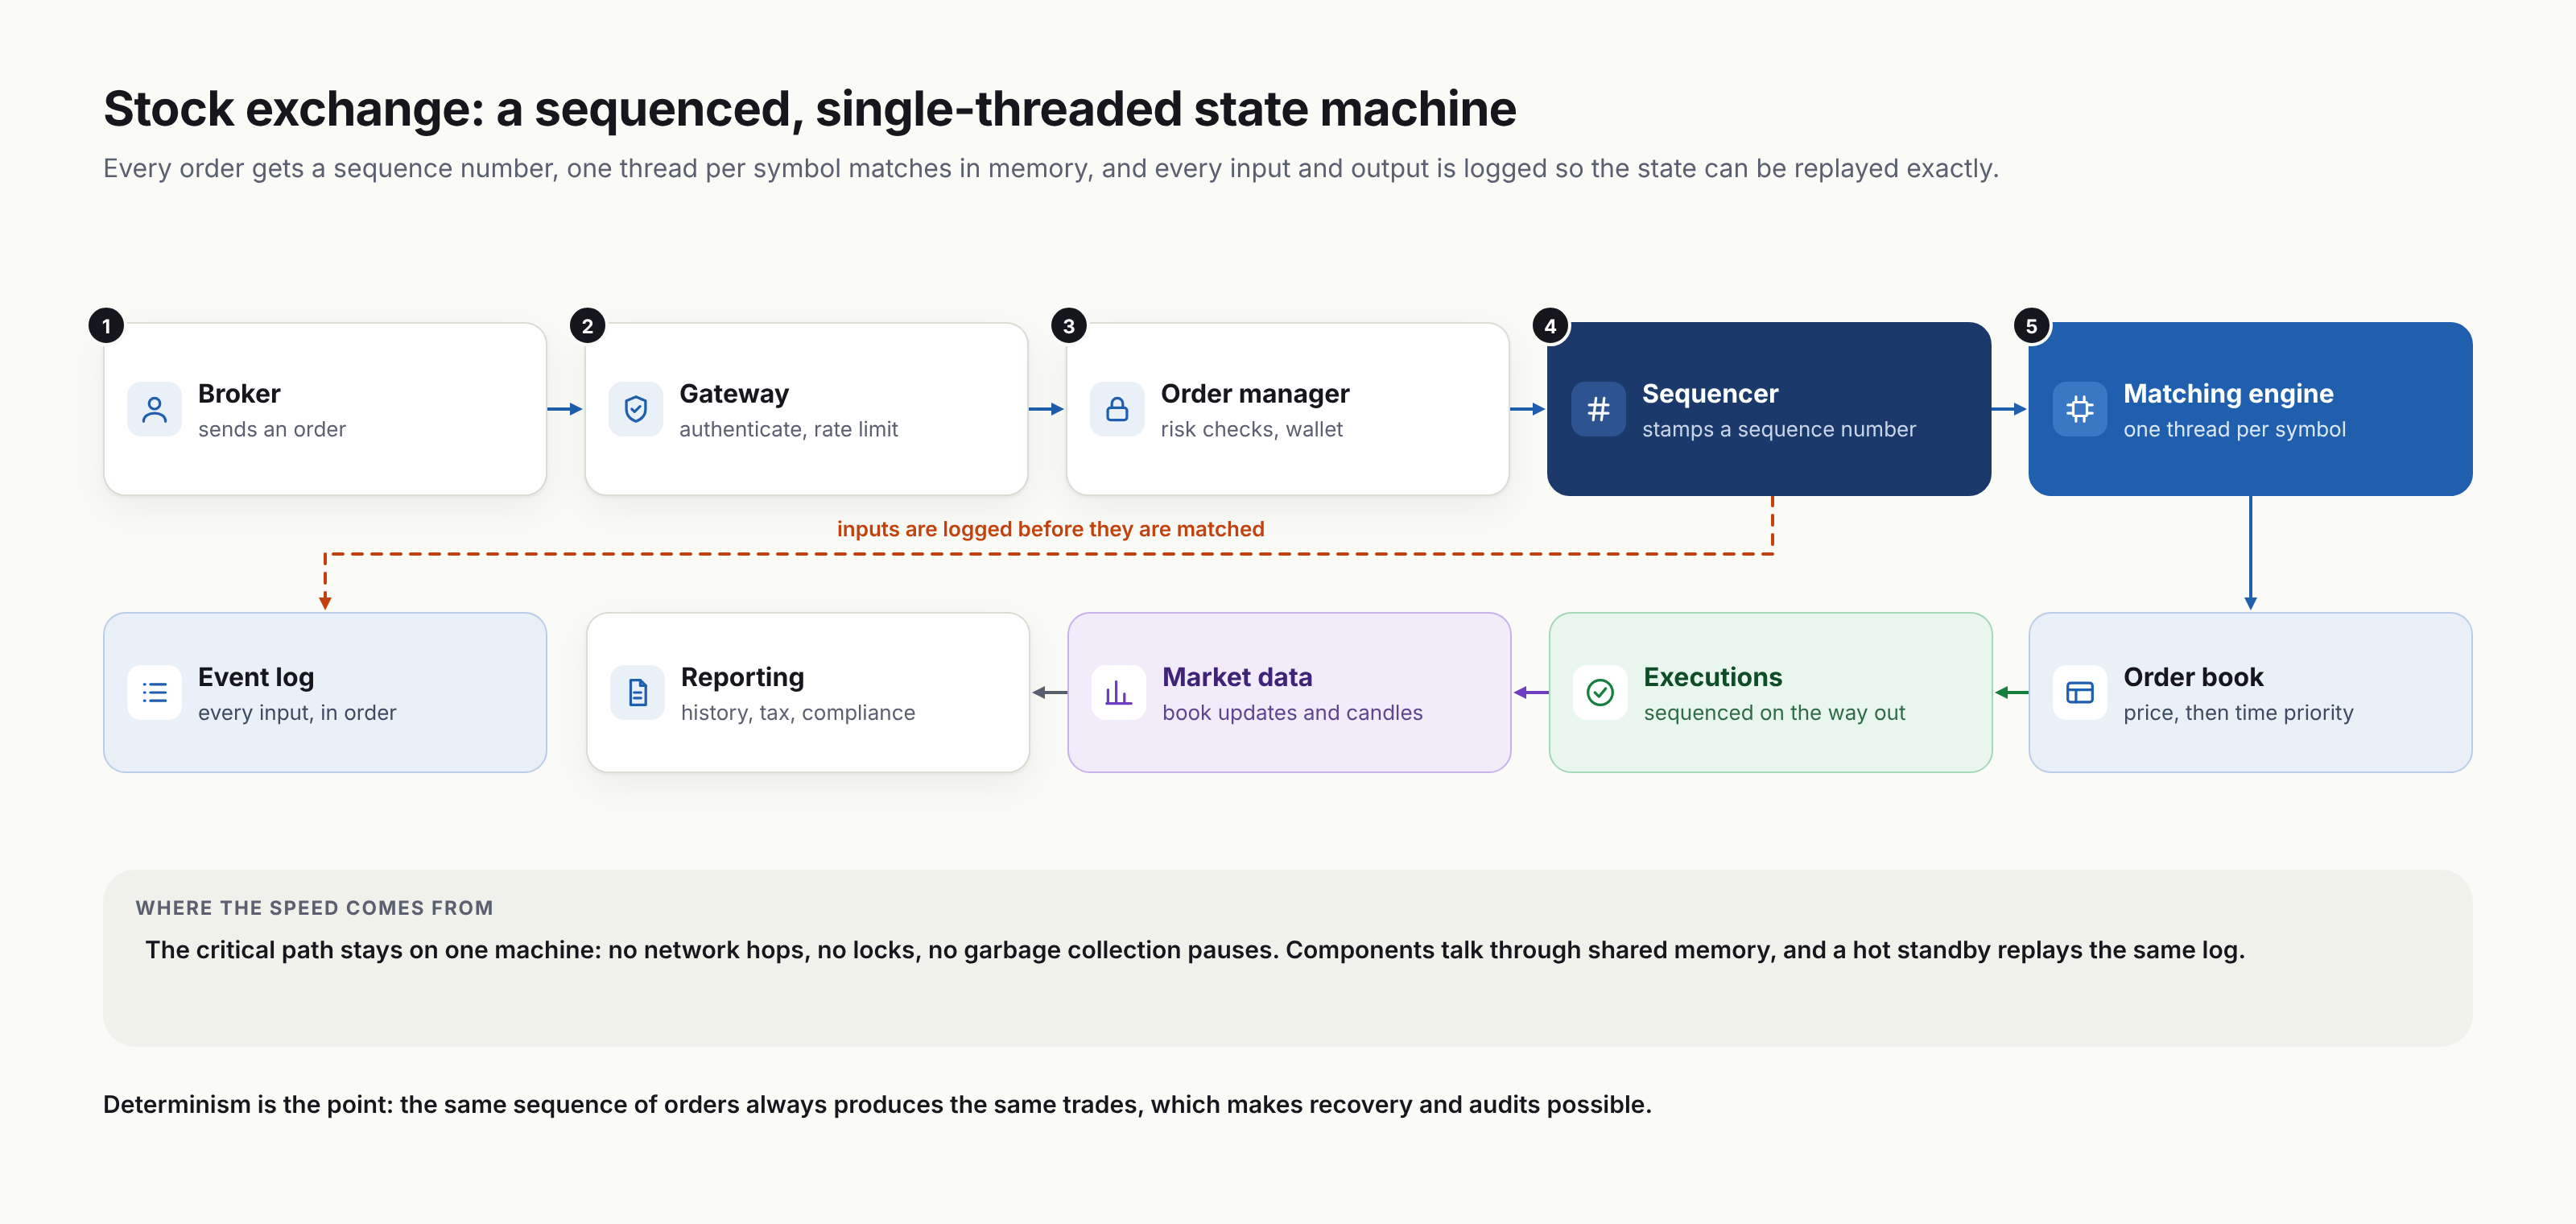 Stock exchange: a sequenced, single-threaded state machine
Every order gets a sequence number, one thread per symbol matches in memory, and every input and output is logged so the state can be replayed exactly.
1
Broker
sends an order
2
Gateway
authenticate, rate limit
3
Order manager
risk checks, wallet
4
Sequencer
stamps a sequence number
5
Matching engine
one thread per symbol
inputs are logged before they are matched
Event log
every input, in order
Reporting
history, tax, compliance
Market data
book updates and candles
Executions
sequenced on the way out
Order book
price, then time priority
WHERE THE SPEED COMES FROM
The critical path stays on one machine: no network hops, no locks, no garbage collection pauses. Components talk through shared memory, and a hot standby replays the same log.
Determinism is the point: the same sequence of orders always produces the same trades, which makes recovery and audits possible.